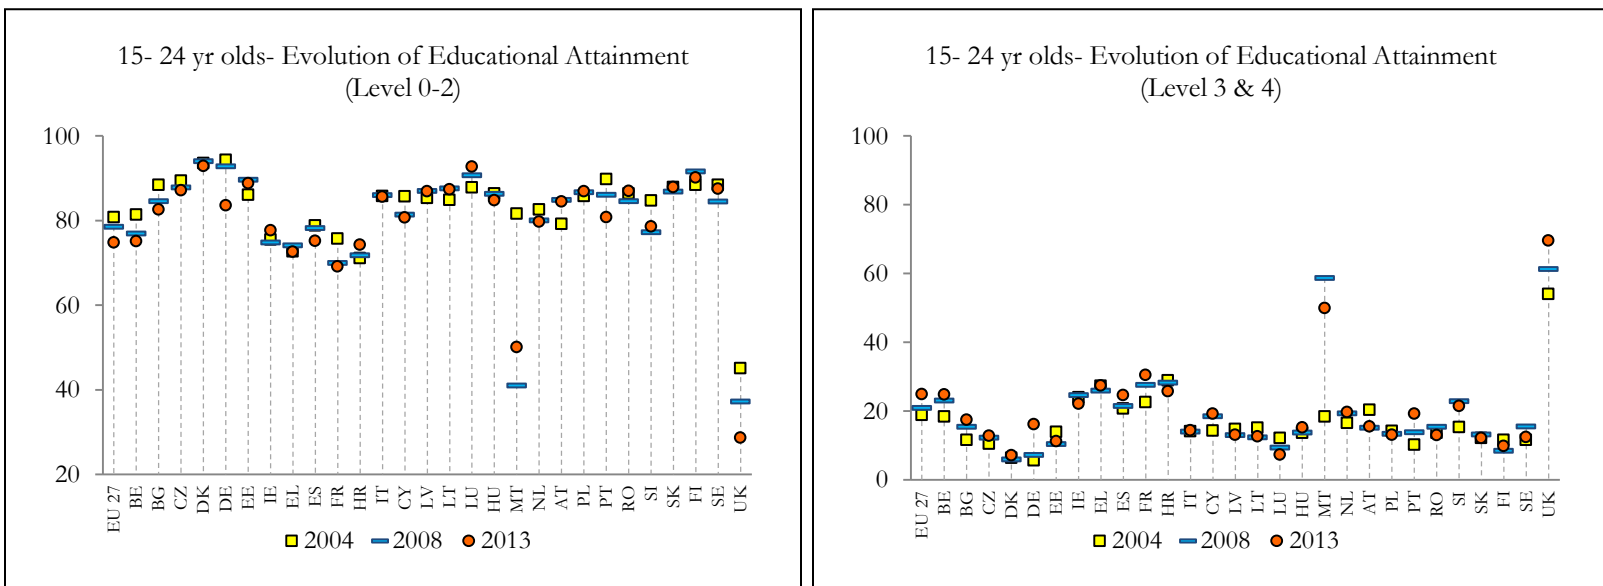 15- 24 yr olds- Evolution of Educational Attainment
(Level 0-2)
100
80
60
40
20
EU 27 BE BG CZ DK DE EE IE EL ES FR HR IT CY LV LT LU HU MT NL AT PL PT RO SI SK FI SE UK
2004 2008 2013
15- 24 yr olds- Evolution of Educational Attainment
(Level 3 & 4)
100
80
60
40
20
0
EU 27 BE BG CZ DK DE EE IE EL ES FR HR IT CY LV LT LU HU MT NL AT PL PT RO SI SK FI SE UK
2004 2008 2013